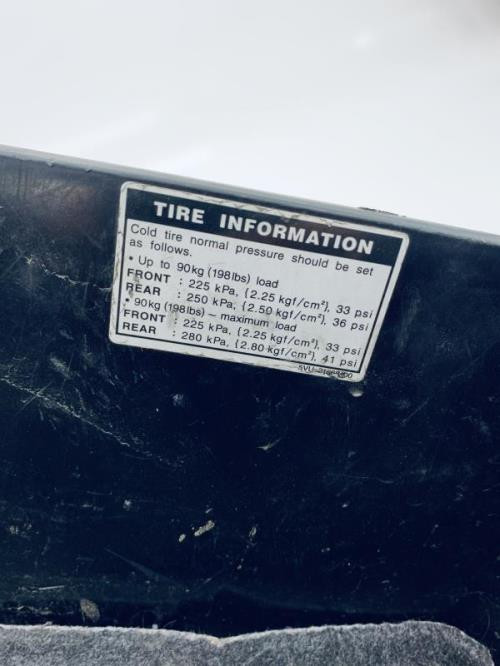 TIRE INFORMATION
Cold tire normal pressure should be set
as follows.
• Up to 90kg (198lbs) load
FRONT : 225 kPa, {2.25 kgf/cm², 33 psi
REAR : 250 kPa, {2.50 kgf/cm²}, 36 psi
• 90kg (198lbs) – maximum load
FRONT : 225 kPa, {2.25 kgf/cm²}, 33 psi
REAR : 280 kPa, {2.80 kgf/cm²}, 41 psi